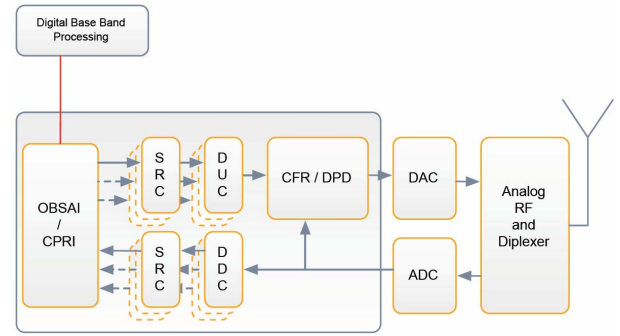 Digital Base Band
Processing
OBSAI
/
CPRI
S
R
C
D
U
C
CFR / DPD
DAC
Analog
RF
and
Diplexer
S
R
C
D
D
C
ADC